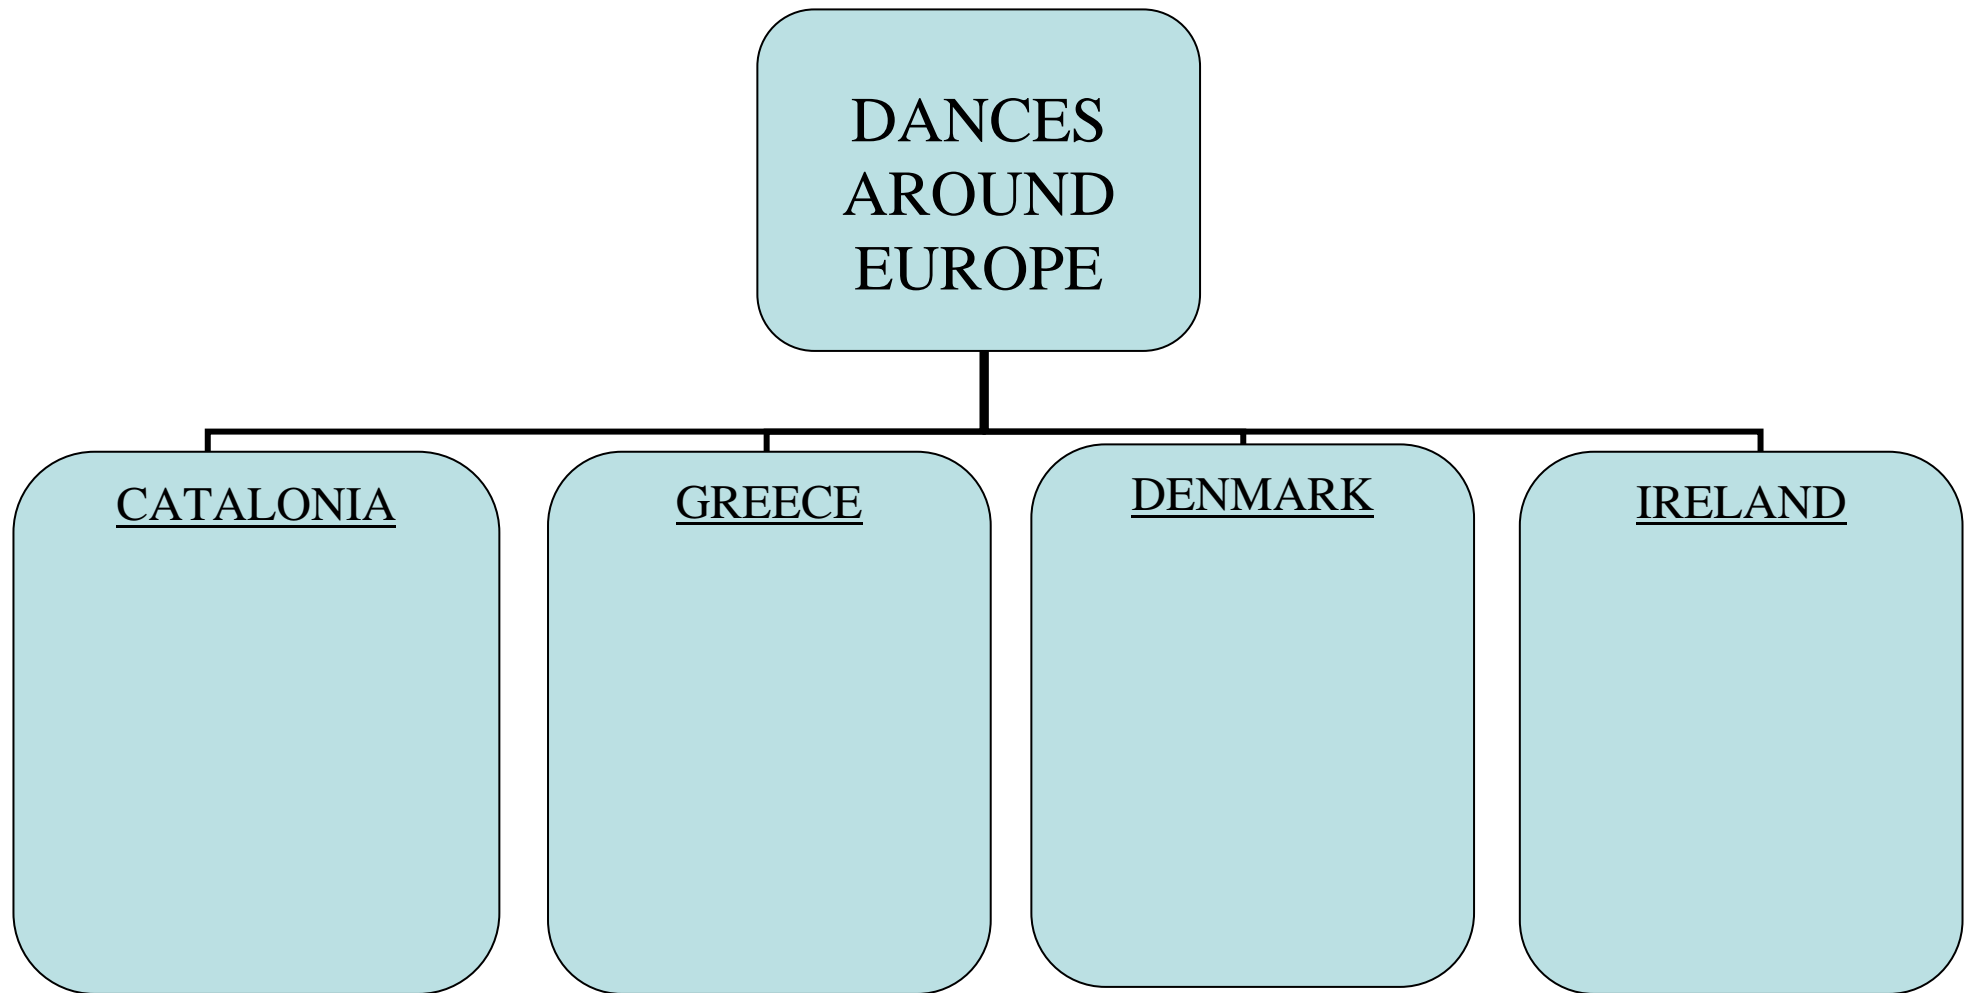 DANCES
AROUND
EUROPE
CATALONIA
GREECE
DENMARK
IRELAND